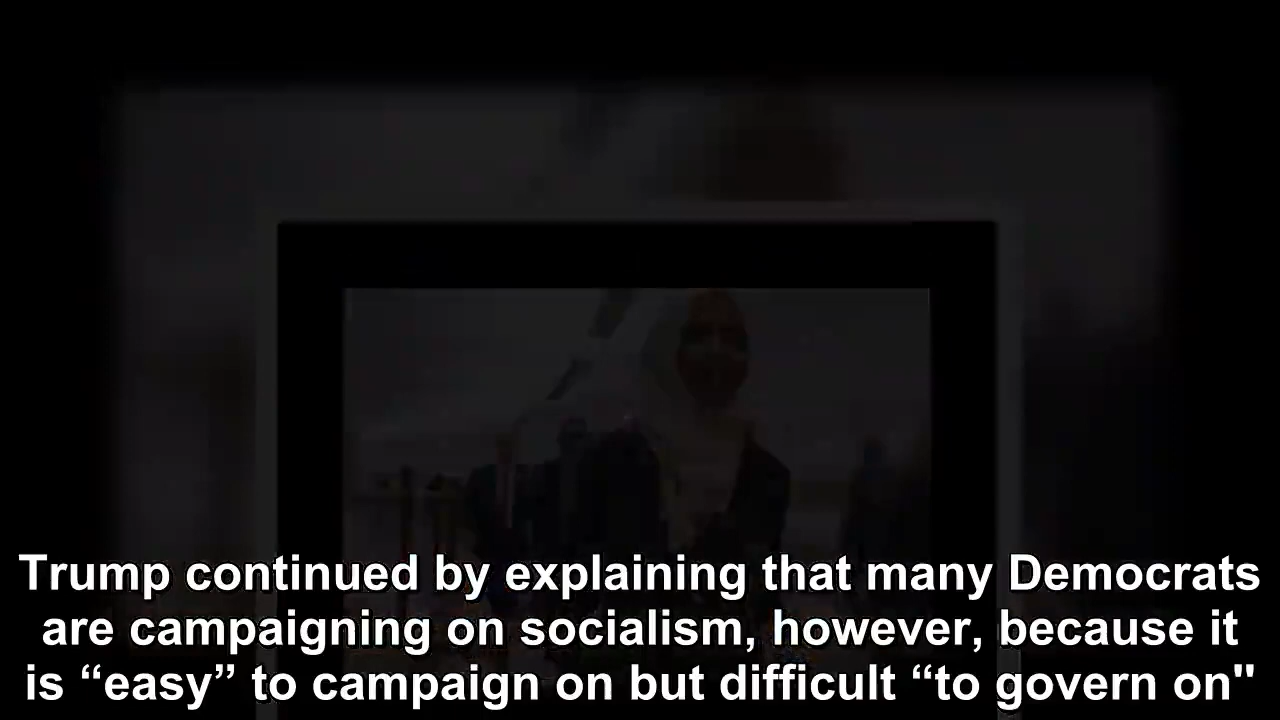 Trump continued by explaining that many Democrats
are campaigning on socialism, however, because it
is “easy” to campaign on but difficult “to govern on"